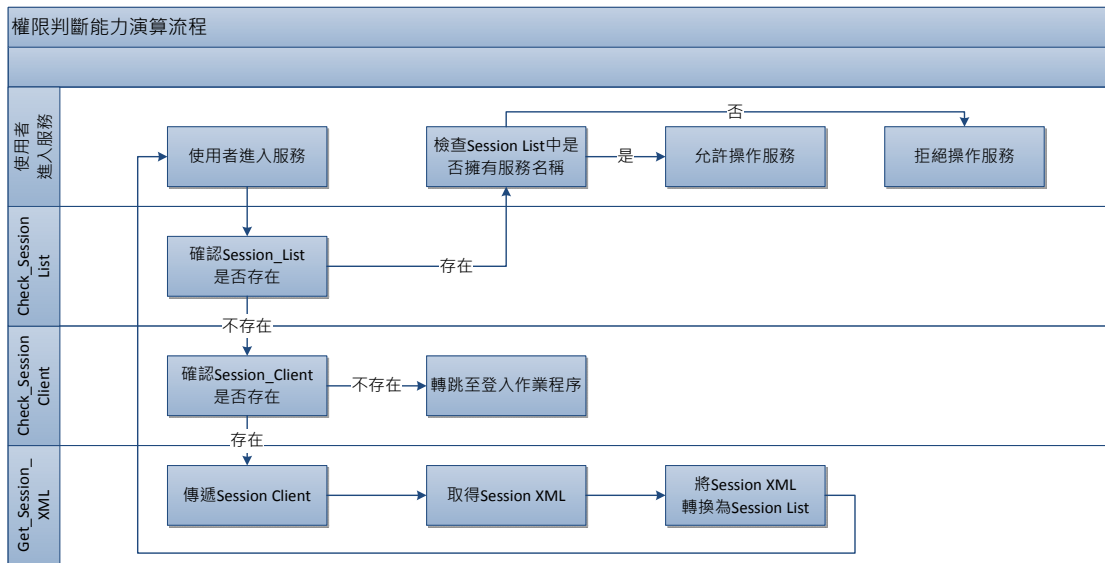 權限判斷能力演算流程
使用者
進入服務
使用者進入服務
檢查Session List中是
否擁有服務名稱
否
是
允許操作服務
拒絕操作服務
Check_Session
List
確認Session_List
是否存在
存在
不存在
Check_Session
Client
確認Session_Client
是否存在
不存在
轉跳至登入作業程序
存在
Get_Session_
XML
傳遞Session Client
取得Session XML
將Session XML
轉換為Session List